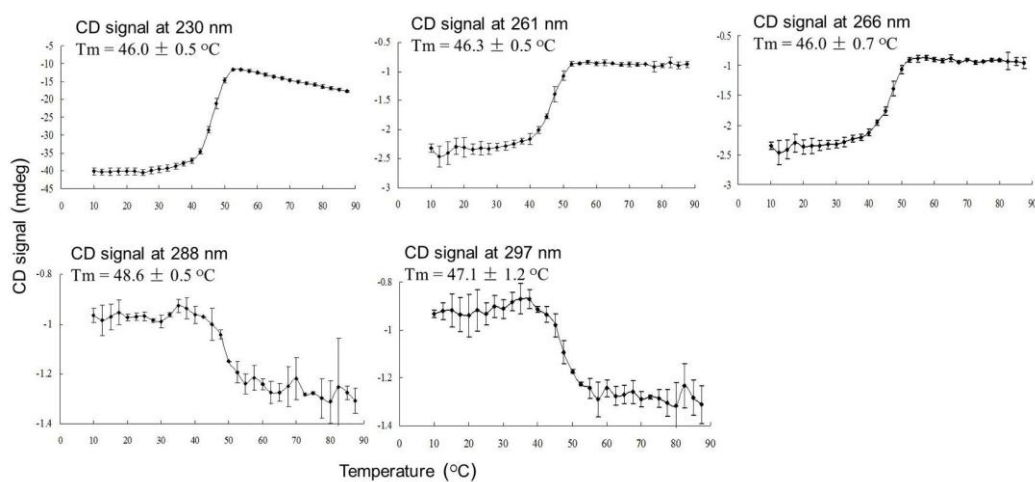 CD signal at 230 nm
Tm = 46.0 ± 0.5 °C
-5
-10
-15
-20
-25
-30
-35
-40
-45
0 10 20 30 40 50 60 70 80 90
CD signal at 261 nm
Tm = 46.3 ± 0.5 °C
-0.5
-1
-1.5
-2
-2.5
-3
0 10 20 30 40 50 60 70 80 90
CD signal at 266 nm
Tm = 46.0 ± 0.7 °C
-0.5
-1
-1.5
-2
-2.5
-3
0 10 20 30 40 50 60 70 80 90
CD signal (mdeg)
CD signal at 288 nm
Tm = 48.6 ± 0.5 °C
-0.8
-1
-1.2
-1.4
0 10 20 30 40 50 60 70 80 90
CD signal at 297 nm
Tm = 47.1 ± 1.2 °C
-0.8
-1
-1.2
-1.4
0 10 20 30 40 50 60 70 80 90
Temperature (°C)